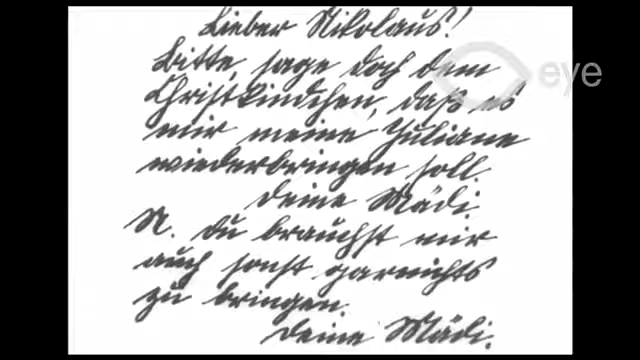 Lieber Nikolaus!
Bitte, sage doch dem
Christkindchen, daß es
mir meine Juliane
wiederbringen soll.
Deine Mädi.
N. Du brauchst mir
auch sonst garnichts
zu bringen.
Deine Mädi.
eye